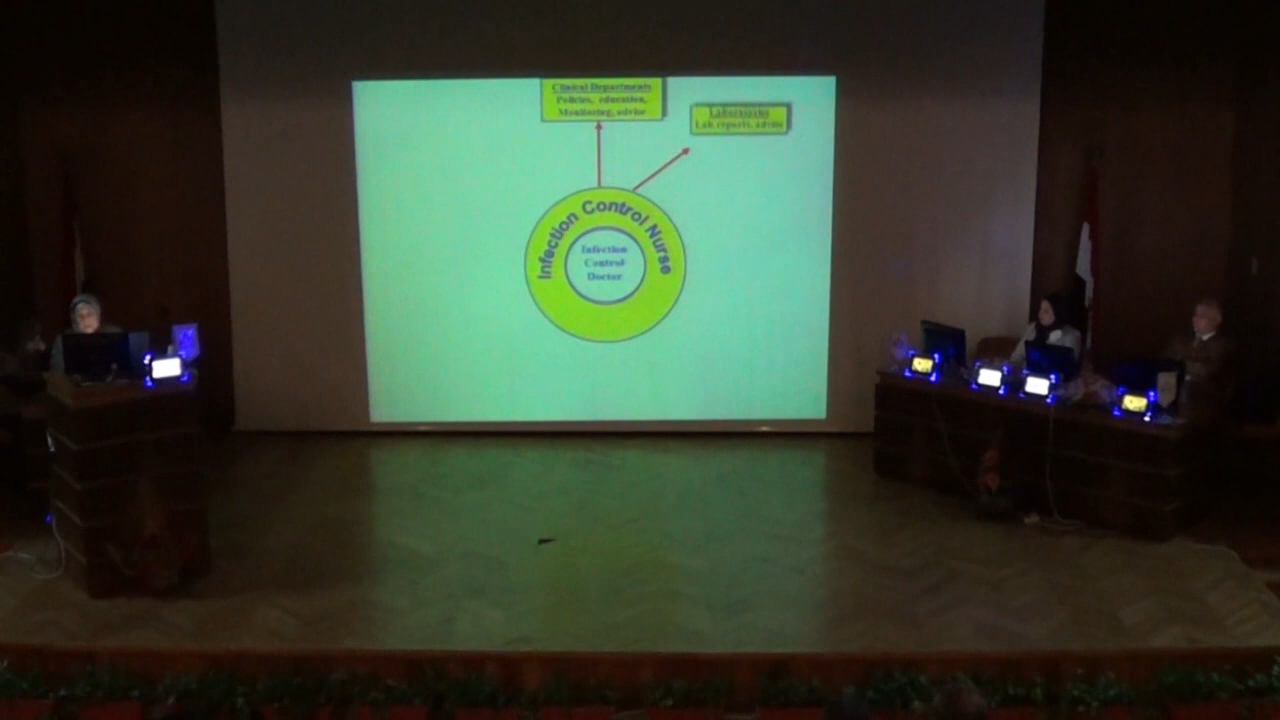 Clinical Departments
Policies, education,
Monitoring, advise
Laboratories
Lab. reports, advise
Infection Control Nurse
Infection
Control
Doctor